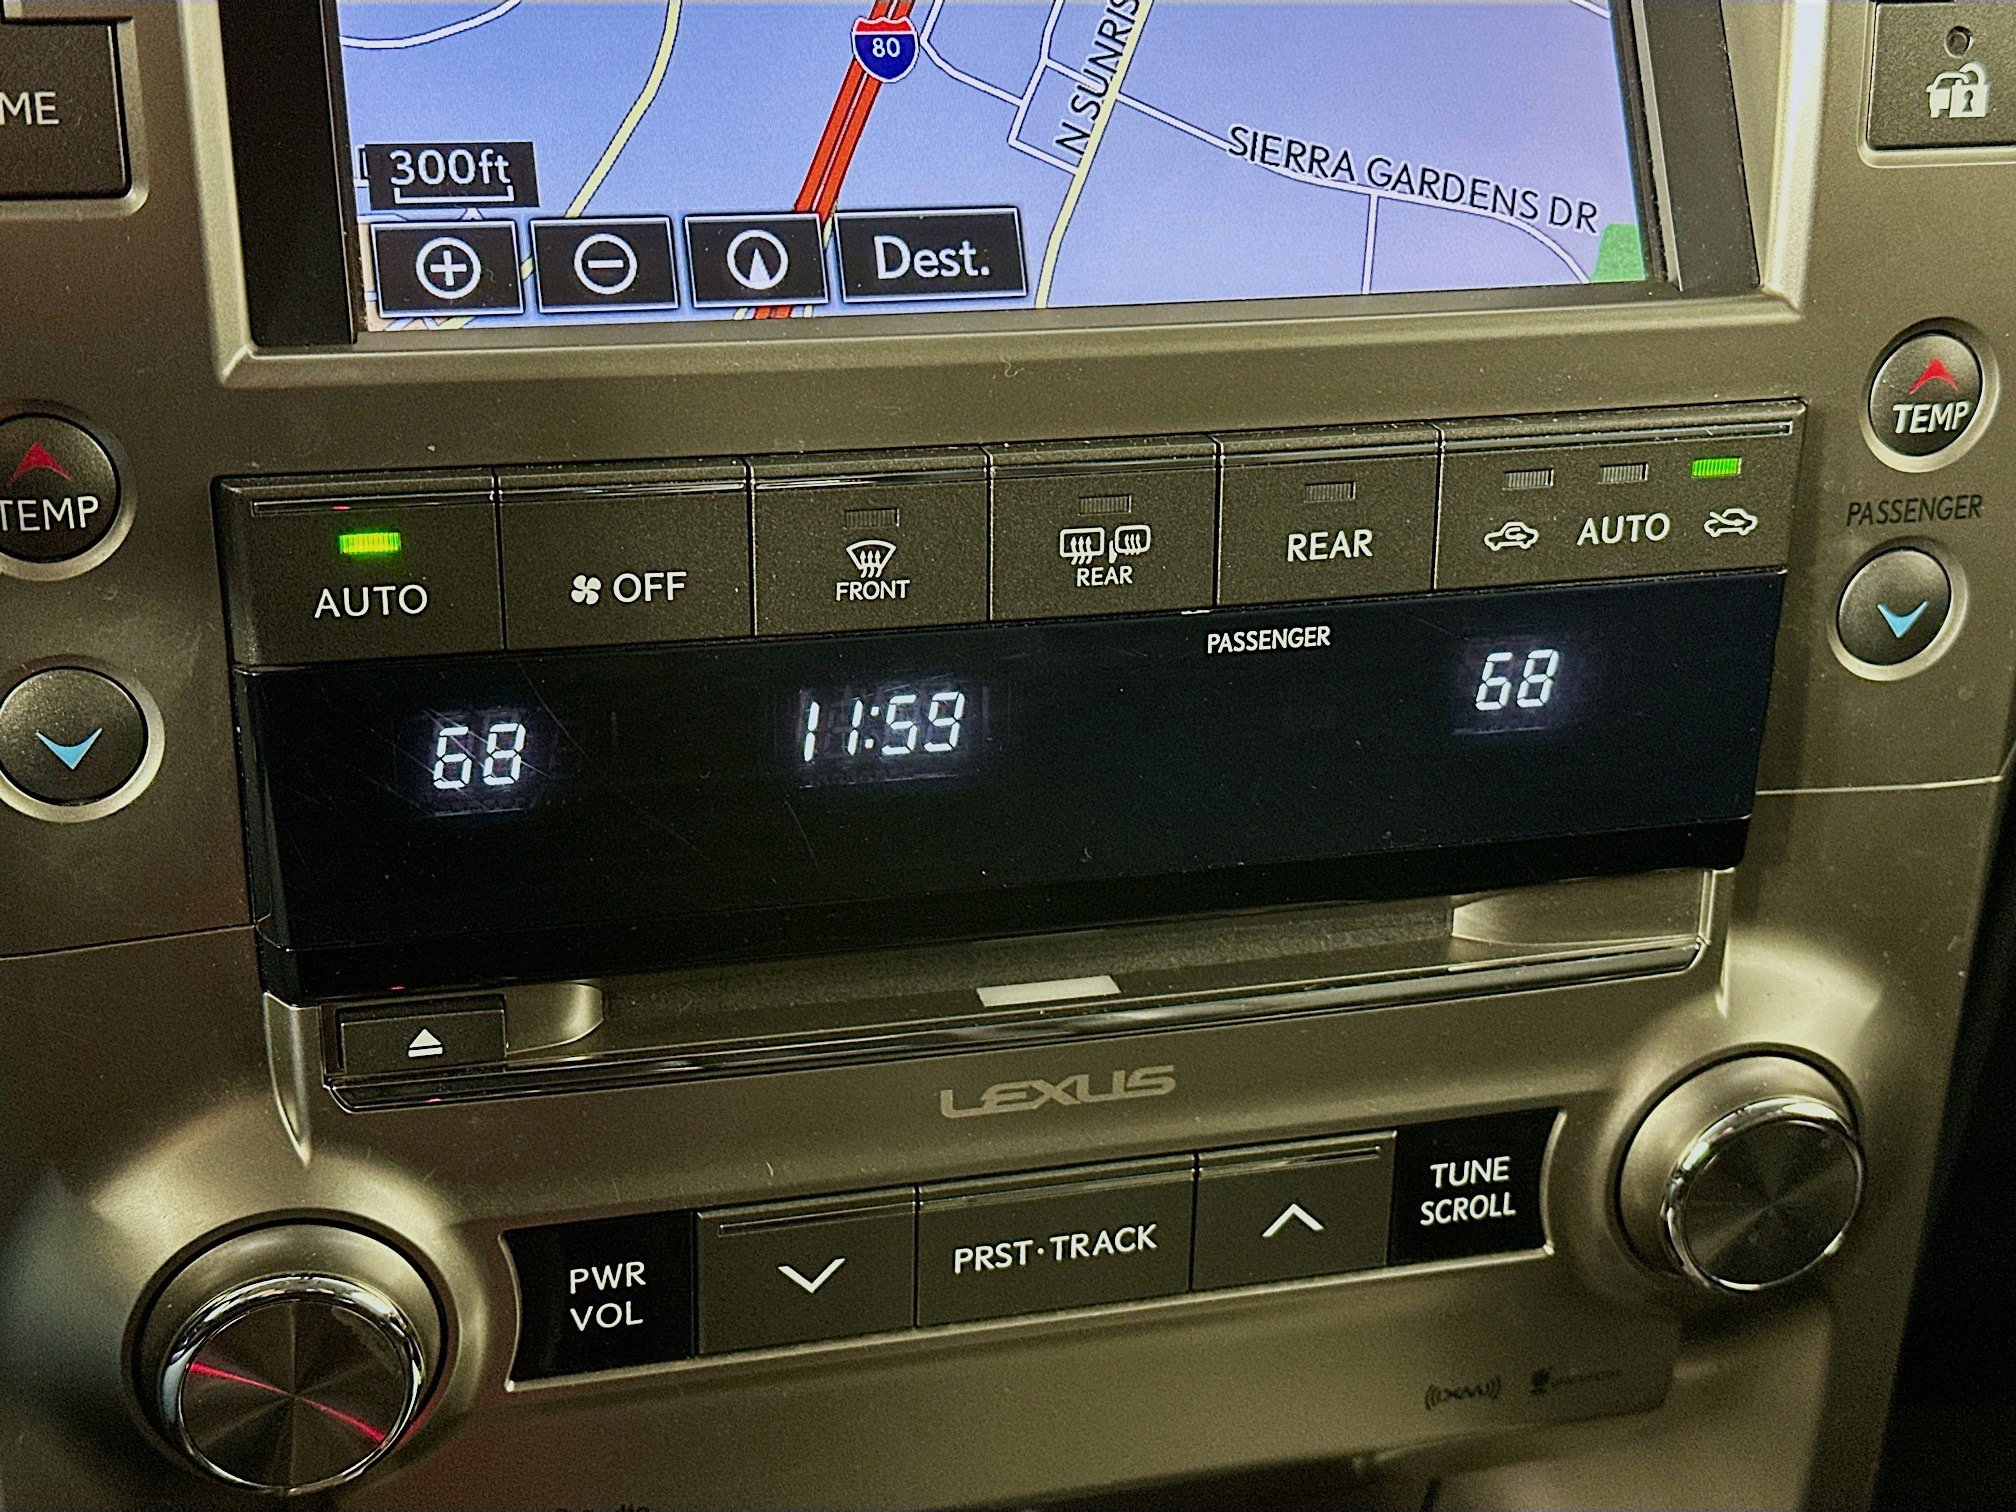 80
N SUNRIS
SIERRA GARDENS DR
300ft
Dest.
ME
TEMP
TEMP
PASSENGER
AUTO
OFF
FRONT
REAR
REAR
AUTO
PASSENGER
68
11:59
68
LEXUS
PWR
VOL
PRST·TRACK
TUNE
SCROLL